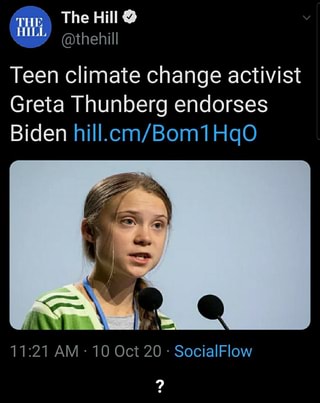 THE
HILL
The Hill
@thehill
Teen climate change activist
Greta Thunberg endorses
Biden hill.cm/Bom1HqO
11:21 AM · 10 Oct 20 · SocialFlow
?